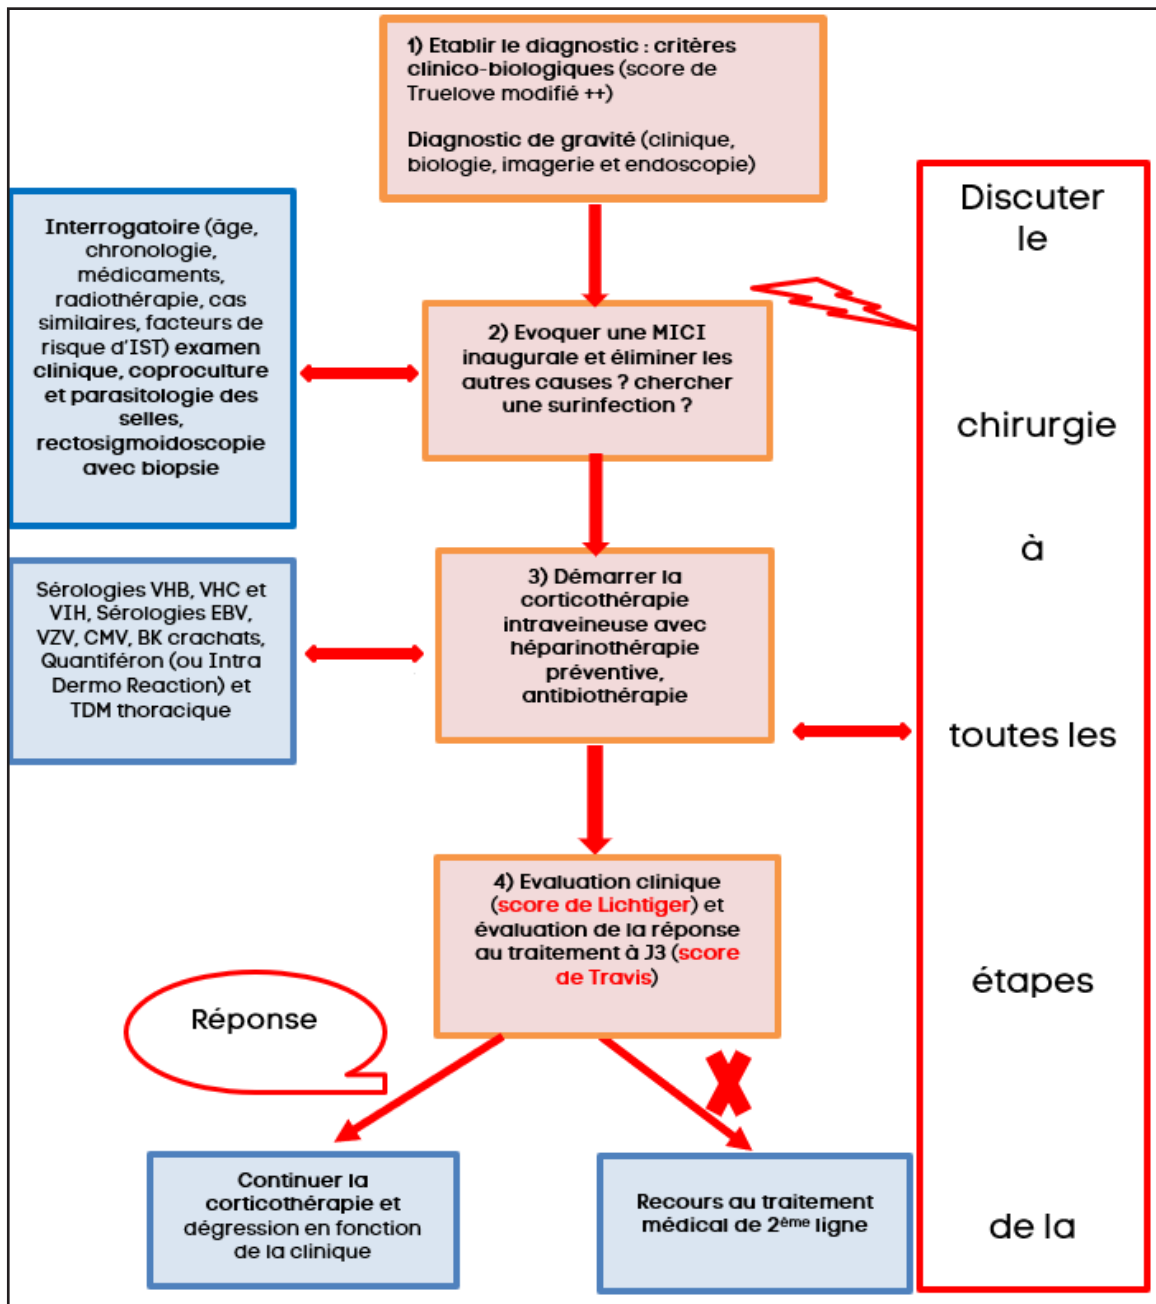 1) Etablir le diagnostic : critères
clinico-biologiques (score de
Truelove modifié ++)
Diagnostic de gravité (clinique,
biologie, imagerie et endoscopie)
Interrogatoire (âge,
chronologie,
médicaments,
radiothérapie, cas
similaires, facteurs de
risque d'IST) examen
clinique, coproculture
et parasitologie des
selles,
rectosigmoidoscopie
avec biopsie
2) Evoquer une MICI
inaugurale et éliminer les
autres causes ? chercher
une surinfection ?
Sérologies VHB, VHC et
VIH, Sérologies EBV,
VZV, CMV, BK crachats,
Quantiféron (ou Intra
Dermo Reaction) et
TDM thoracique
3) Démarrer la
corticothérapie
intraveineuse avec
héparinothérapie
préventive,
antibiothérapie
4) Evaluation clinique
(score de Lichtiger) et
évaluation de la réponse
au traitement à J3 (score
de Travis)
Réponse
Continuer la
corticothérapie et
dégression en fonction
de la clinique
Recours au traitement
médical de 2ème ligne
Discuter
le
chirurgie
à
toutes les
étapes
de la